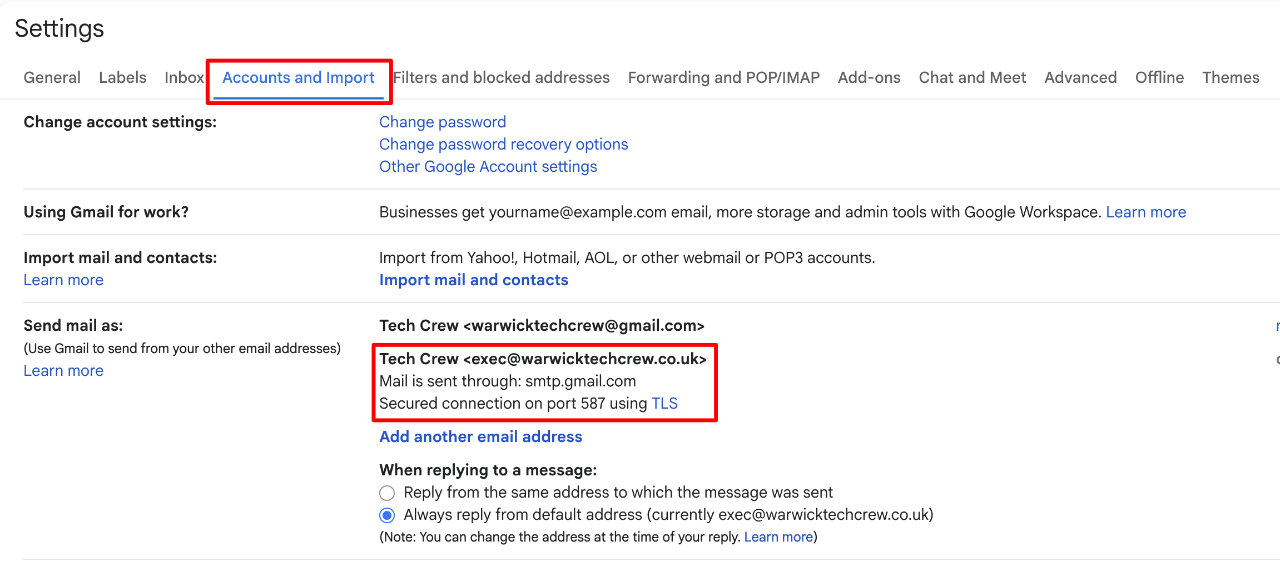 Settings
General Labels Inbox Accounts and Import Filters and blocked addresses Forwarding and POP/IMAP Add-ons Chat and Meet Advanced Offline Themes
Change account settings: Change password
Change password recovery options
Other Google Account settings
Using Gmail for work? Businesses get yourname@example.com email, more storage and admin tools with Google Workspace. Learn more
Import mail and contacts: Import from Yahoo!, Hotmail, AOL, or other webmail or POP3 accounts.
Learn more Import mail and contacts
Send mail as: Tech Crew <warwicktechcrew@gmail.com>
(Use Gmail to send from your other email addresses)
Learn more
Tech Crew <exec@warwicktechcrew.co.uk>
Mail is sent through: smtp.gmail.com
Secured connection on port 587 using TLS
Add another email address
When replying to a message:
Reply from the same address to which the message was sent
Always reply from default address (currently exec@warwicktechcrew.co.uk)
(Note: You can change the address at the time of your reply. Learn more)